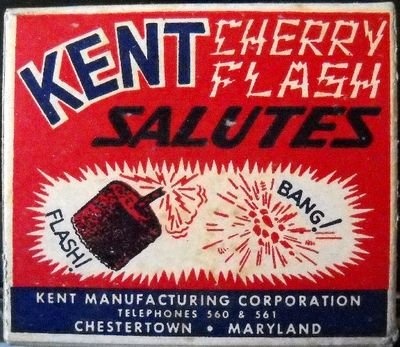 KENT CHERRY
FLASH
SALUTES
FLASH!
BANG!
KENT MANUFACTURING CORPORATION
TELEPHONES 560 & 561
CHESTERTOWN • MARYLAND